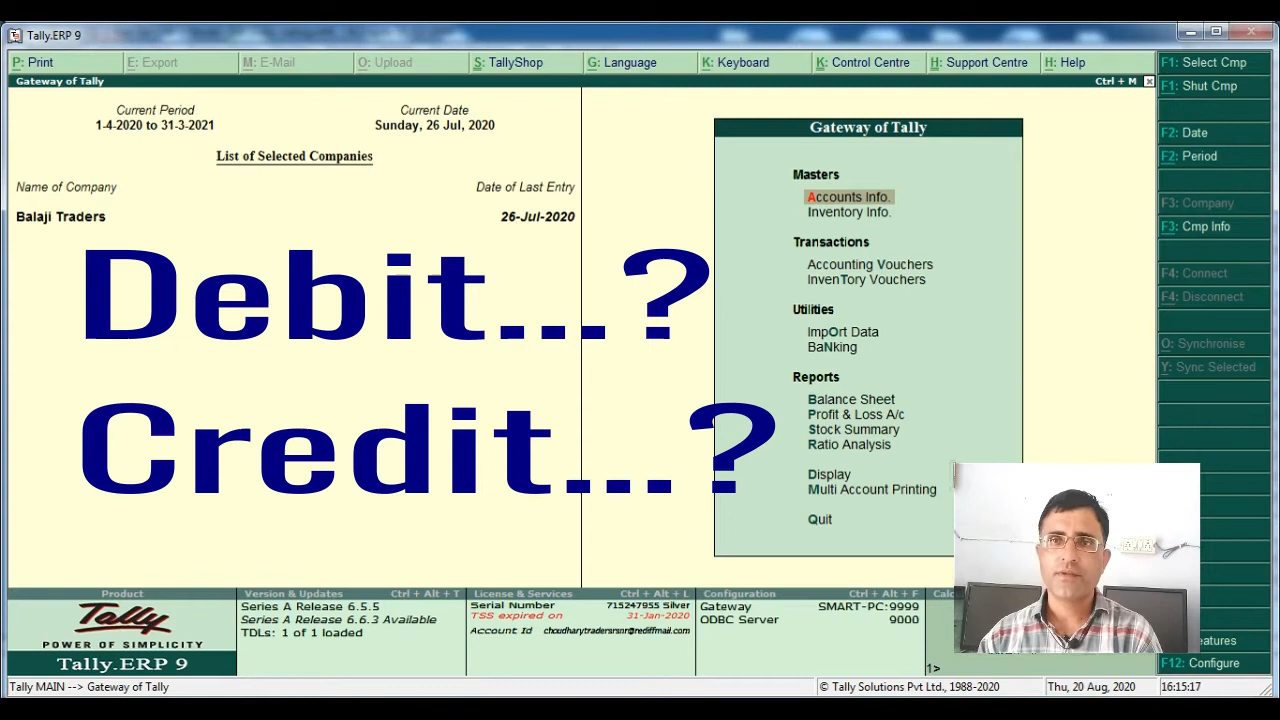 Tally.ERP 9
P: Print
E: Export
M: E-Mail
O: Upload
S: TallyShop
G: Language
K: Keyboard
K: Control Centre
H: Support Centre
H: Help
Gateway of Tally
Ctrl + M
Current Period
1-4-2020 to 31-3-2021
Current Date
Sunday, 26 Jul, 2020
List of Selected Companies
Name of Company
Date of Last Entry
Balaji Traders
26-Jul-2020
Debit...?
Credit...?
Gateway of Tally
Masters
Accounts Info.
Inventory Info.
Transactions
Accounting Vouchers
InvenTory Vouchers
Utilities
ImpOrt Data
BaNking
Reports
Balance Sheet
Profit & Loss A/c
Stock Summary
Ratio Analysis
Display
Multi Account Printing
Quit
F1: Select Cmp
F1: Shut Cmp
F2: Date
F2: Period
F3: Company
F3: Cmp Info
F4: Connect
F4: Disconnect
O: Synchronise
Y: Sync Selected
eatures
F12: Configure
Product
Tally
POWER OF SIMPLICITY
Tally.ERP 9
Version & Updates Ctrl + Alt + T
Series A Release 6.5.5
Series A Release 6.6.3 Available
TDLs: 1 of 1 loaded
License & Services Ctrl + Alt + L
Serial Number 715247955 Silver
TSS expired on 31-Jan-2020
Account Id choudharytradersrsnr@rediffmail.com
Configuration Ctrl + Alt + F
Gateway SMART-PC:9999
ODBC Server 9000
Calc
1>
Tally MAIN --> Gateway of Tally
© Tally Solutions Pvt Ltd., 1988-2020
Thu, 20 Aug, 2020
16:15:17